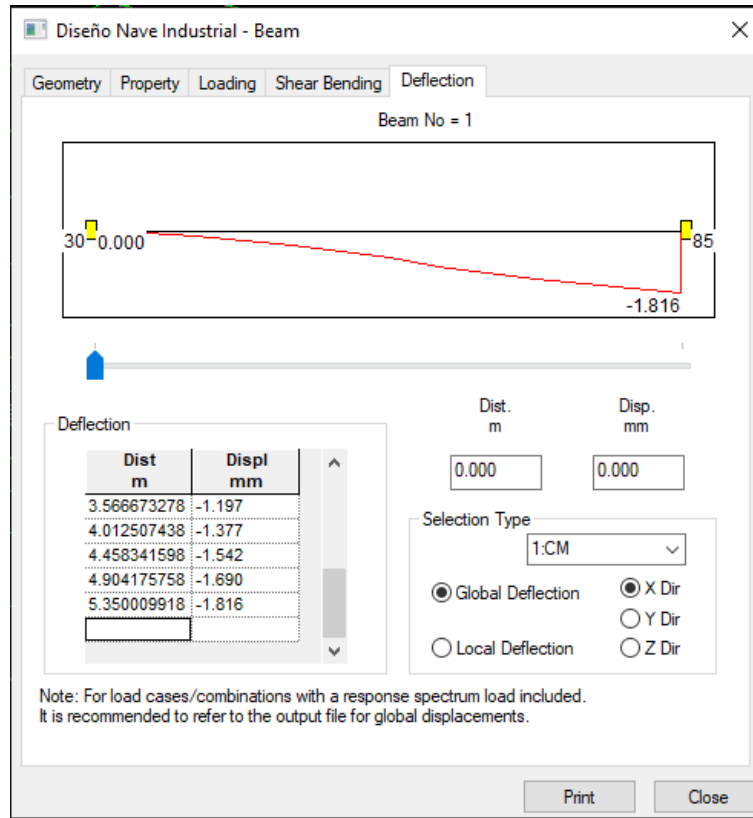 Diseño Nave Industrial - Beam
Geometry Property Loading Shear Bending Deflection
Beam No = 1
30 0.000 85
-1.816
Dist. Disp.
m mm
0.000 0.000
Deflection
Dist Displ
m mm
3.566673278 -1.197
4.012507438 -1.377
4.458341598 -1.542
4.904175758 -1.690
5.350009918 -1.816
Selection Type
1:CM
Global Deflection X Dir
Y Dir
Local Deflection Z Dir
Note: For load cases/combinations with a response spectrum load included.
It is recommended to refer to the output file for global displacements.
Print Close